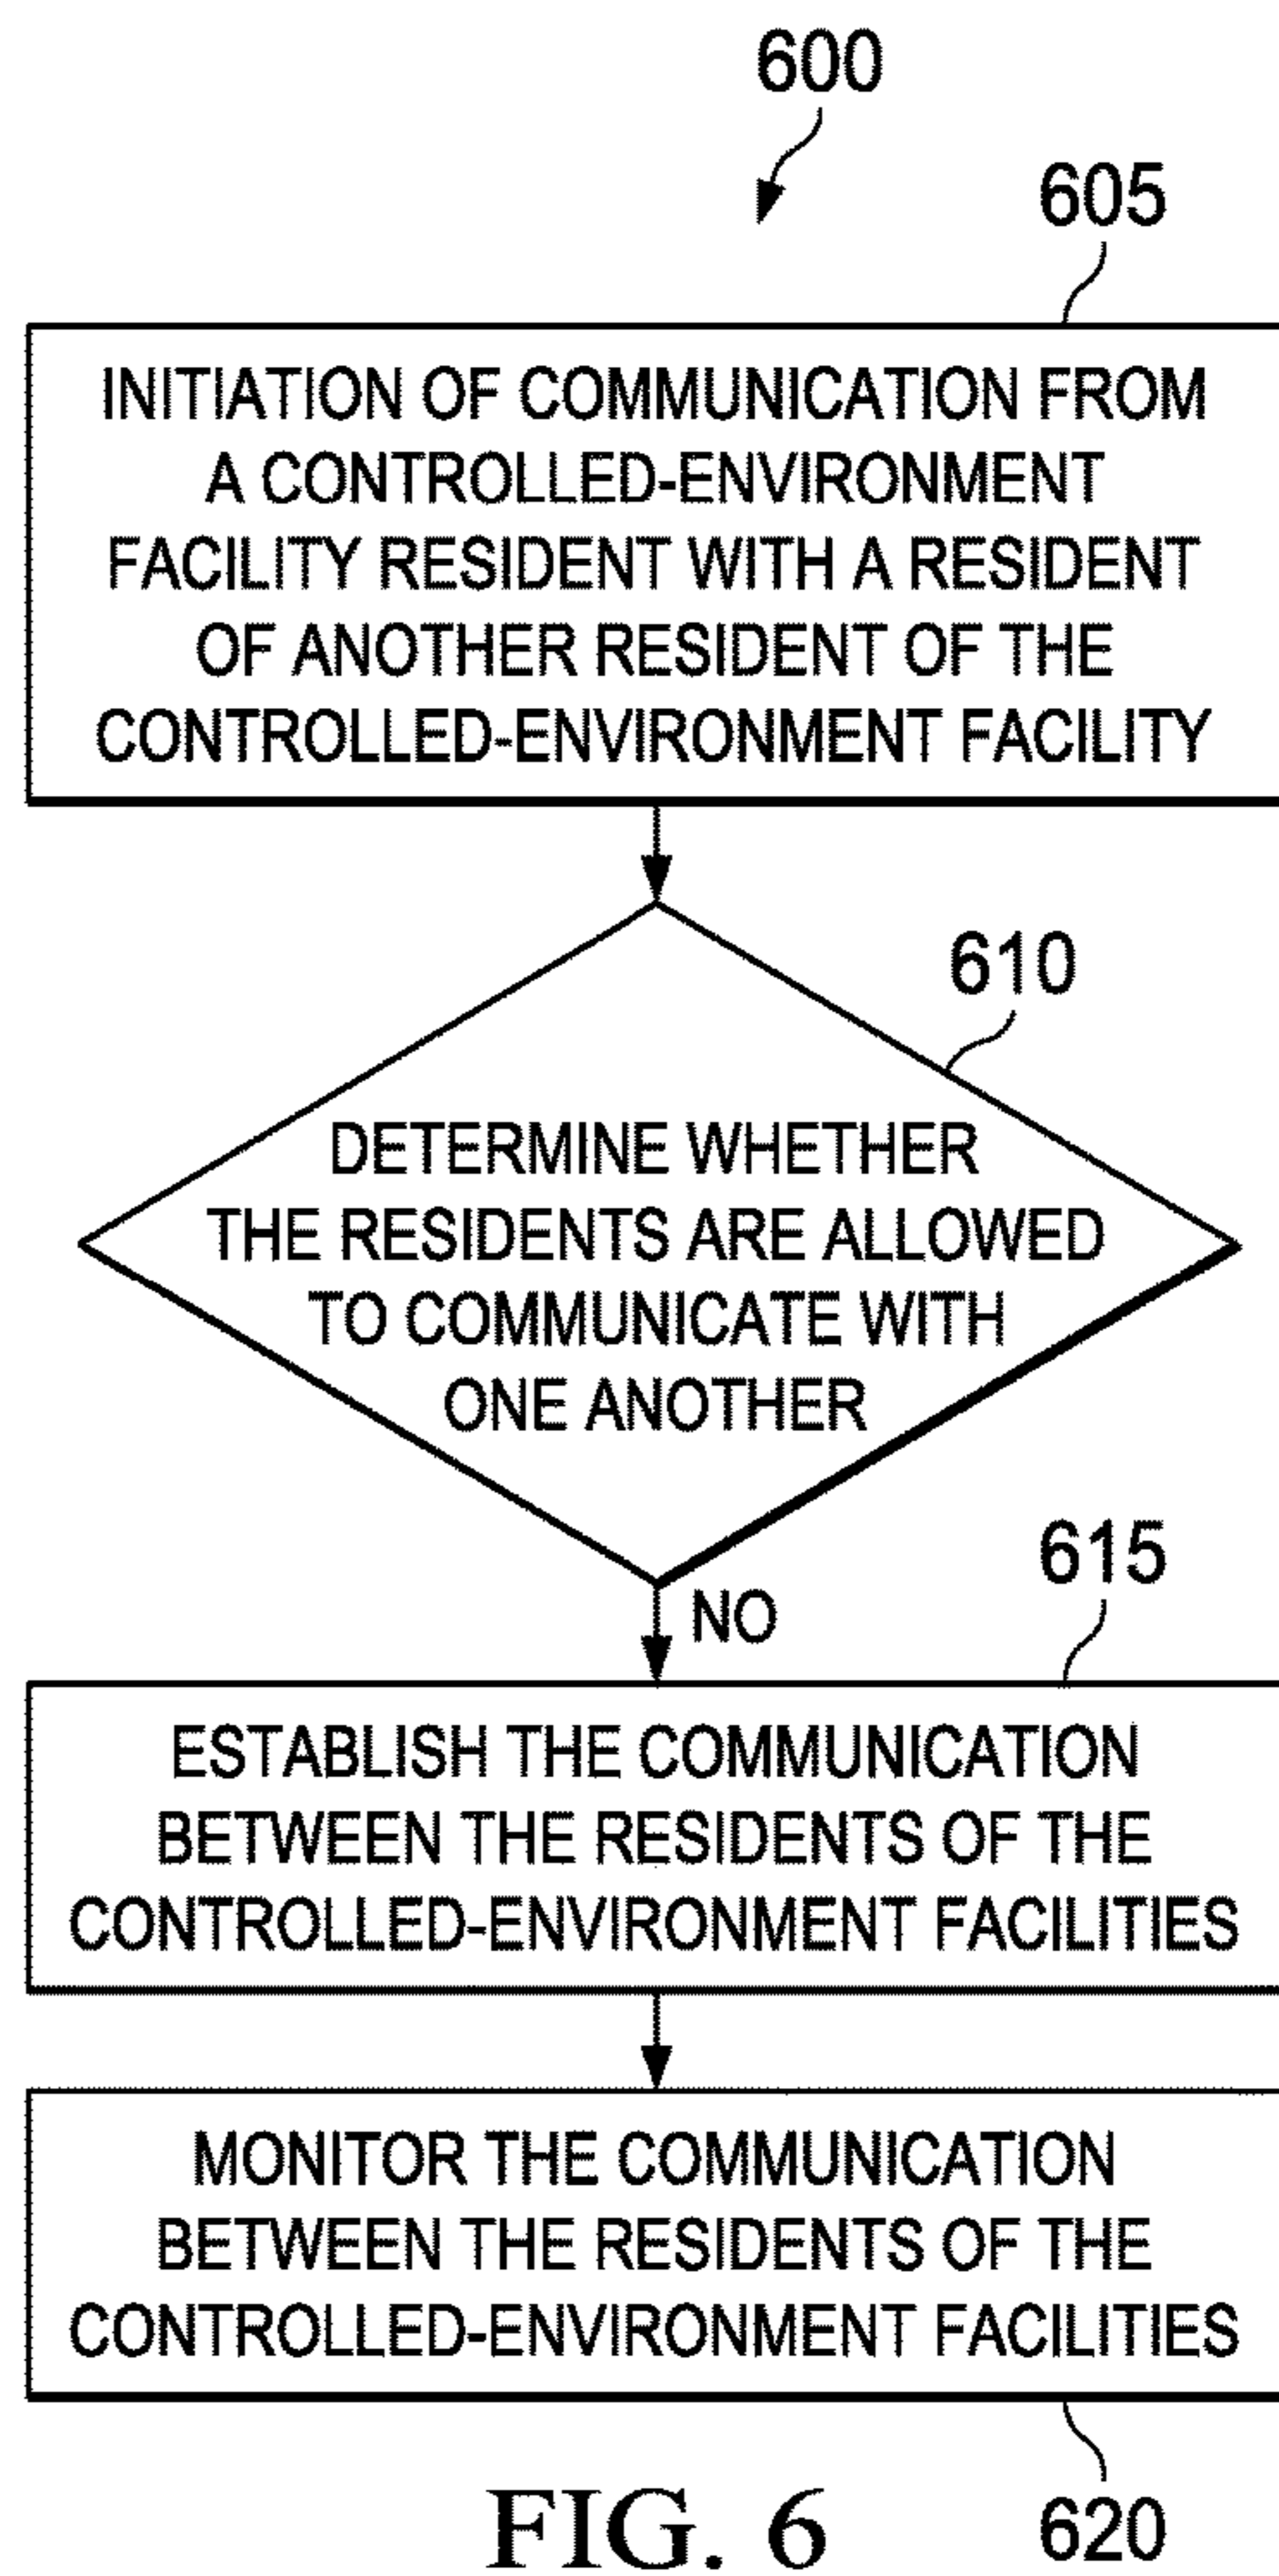 600
605
INITIATION OF COMMUNICATION FROM
A CONTROLLED-ENVIRONMENT
FACILITY RESIDENT WITH A RESIDENT
OF ANOTHER RESIDENT OF THE
CONTROLLED-ENVIRONMENT FACILITY
610
DETERMINE WHETHER
THE RESIDENTS ARE ALLOWED
TO COMMUNICATE WITH
ONE ANOTHER
NO
615
ESTABLISH THE COMMUNICATION
BETWEEN THE RESIDENTS OF THE
CONTROLLED-ENVIRONMENT FACILITIES
MONITOR THE COMMUNICATION
BETWEEN THE RESIDENTS OF THE
CONTROLLED-ENVIRONMENT FACILITIES
620
FIG. 6